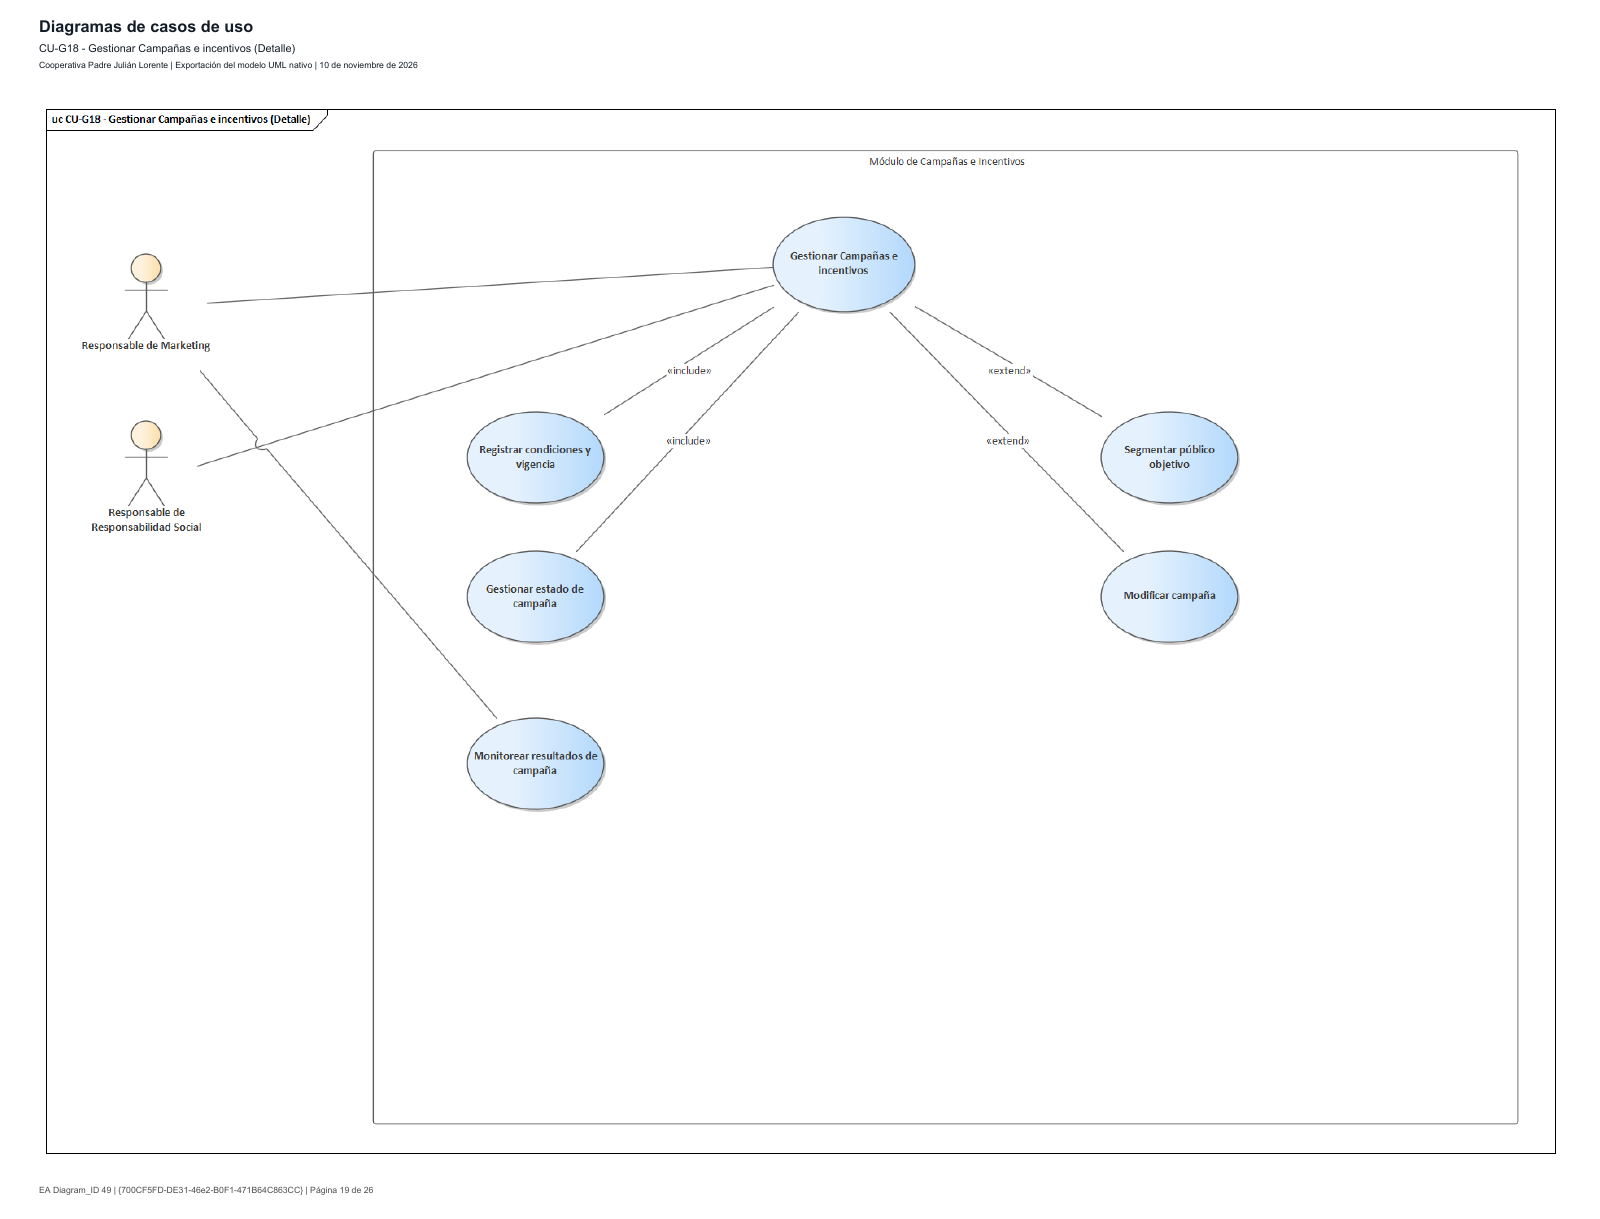 Diagramas de casos de uso
CU-G18 - Gestionar Campañas e incentivos (Detalle)
Cooperativa Padre Julián Lorente | Exportación del modelo UML nativo | 10 de noviembre de 2026
uc CU-G18 - Gestionar Campañas e incentivos (Detalle)
Módulo de Campañas e Incentivos
Gestionar Campañas e
incentivos
Responsable de Marketing
«include»
«extend»
«include»
«extend»
Registrar condiciones y
vigencia
Segmentar público
objetivo
Responsable de
Responsabilidad Social
Gestionar estado de
campaña
Modificar campaña
Monitorear resultados de
campaña
EA Diagram_ID 49 | {700CF5FD-DE31-46e2-B0F1-471B64C863CC} | Página 19 de 26